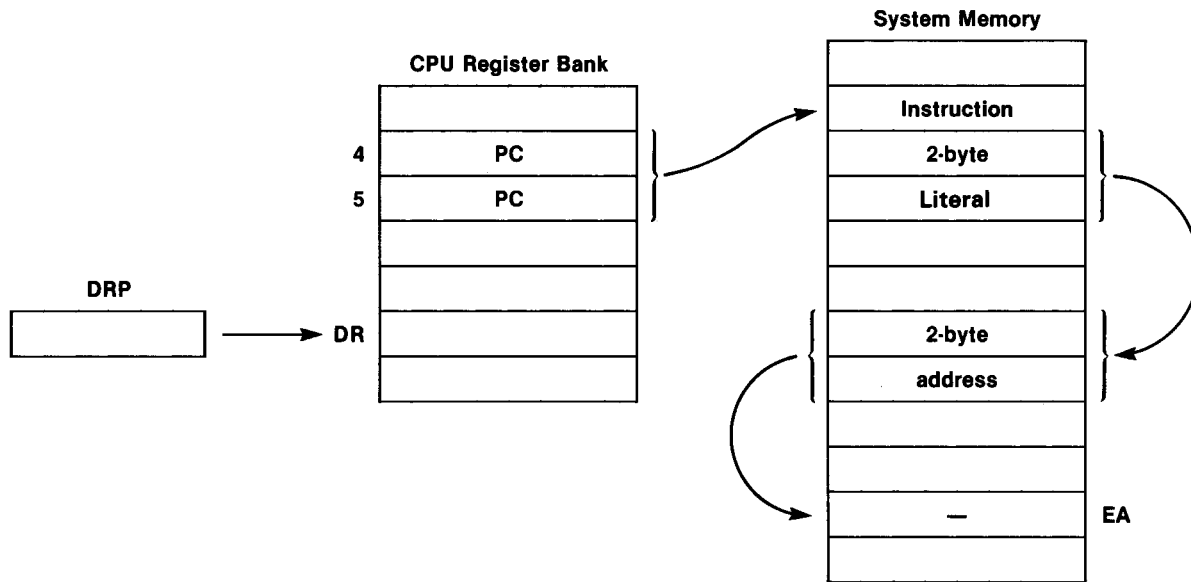 System Memory
CPU Register Bank
Instruction
4 PC
2-byte
5 PC
Literal
DRP
DR
2-byte
address
— EA